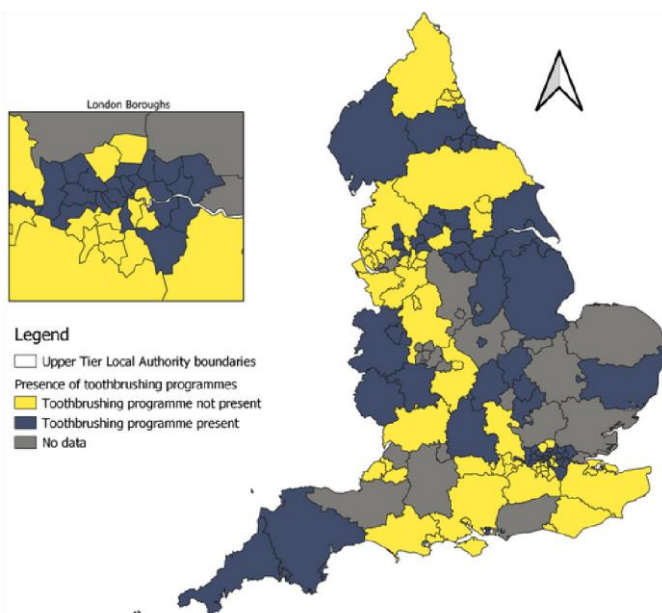 London Boroughs
Legend
Upper Tier Local Authority boundaries
Presence of toothbrushing programmes
Toothbrushing programme not present
Toothbrushing programme present
No data